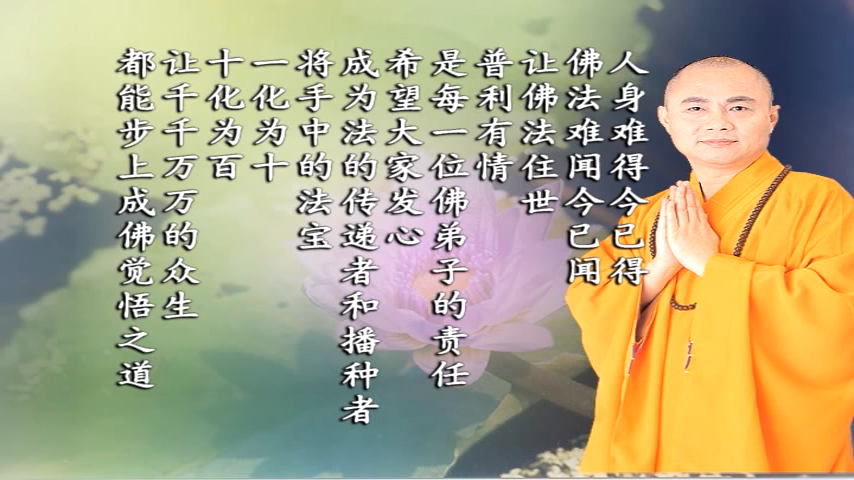 人身难得今已得
佛法难闻今已闻
让佛法住世
普利有情
是每一位佛弟子的责任
希望大家发心
成为法的传递者和播种者
将手中的法宝
一化为十
十化为百
让千千万万的众生
都能步上成佛觉悟之道